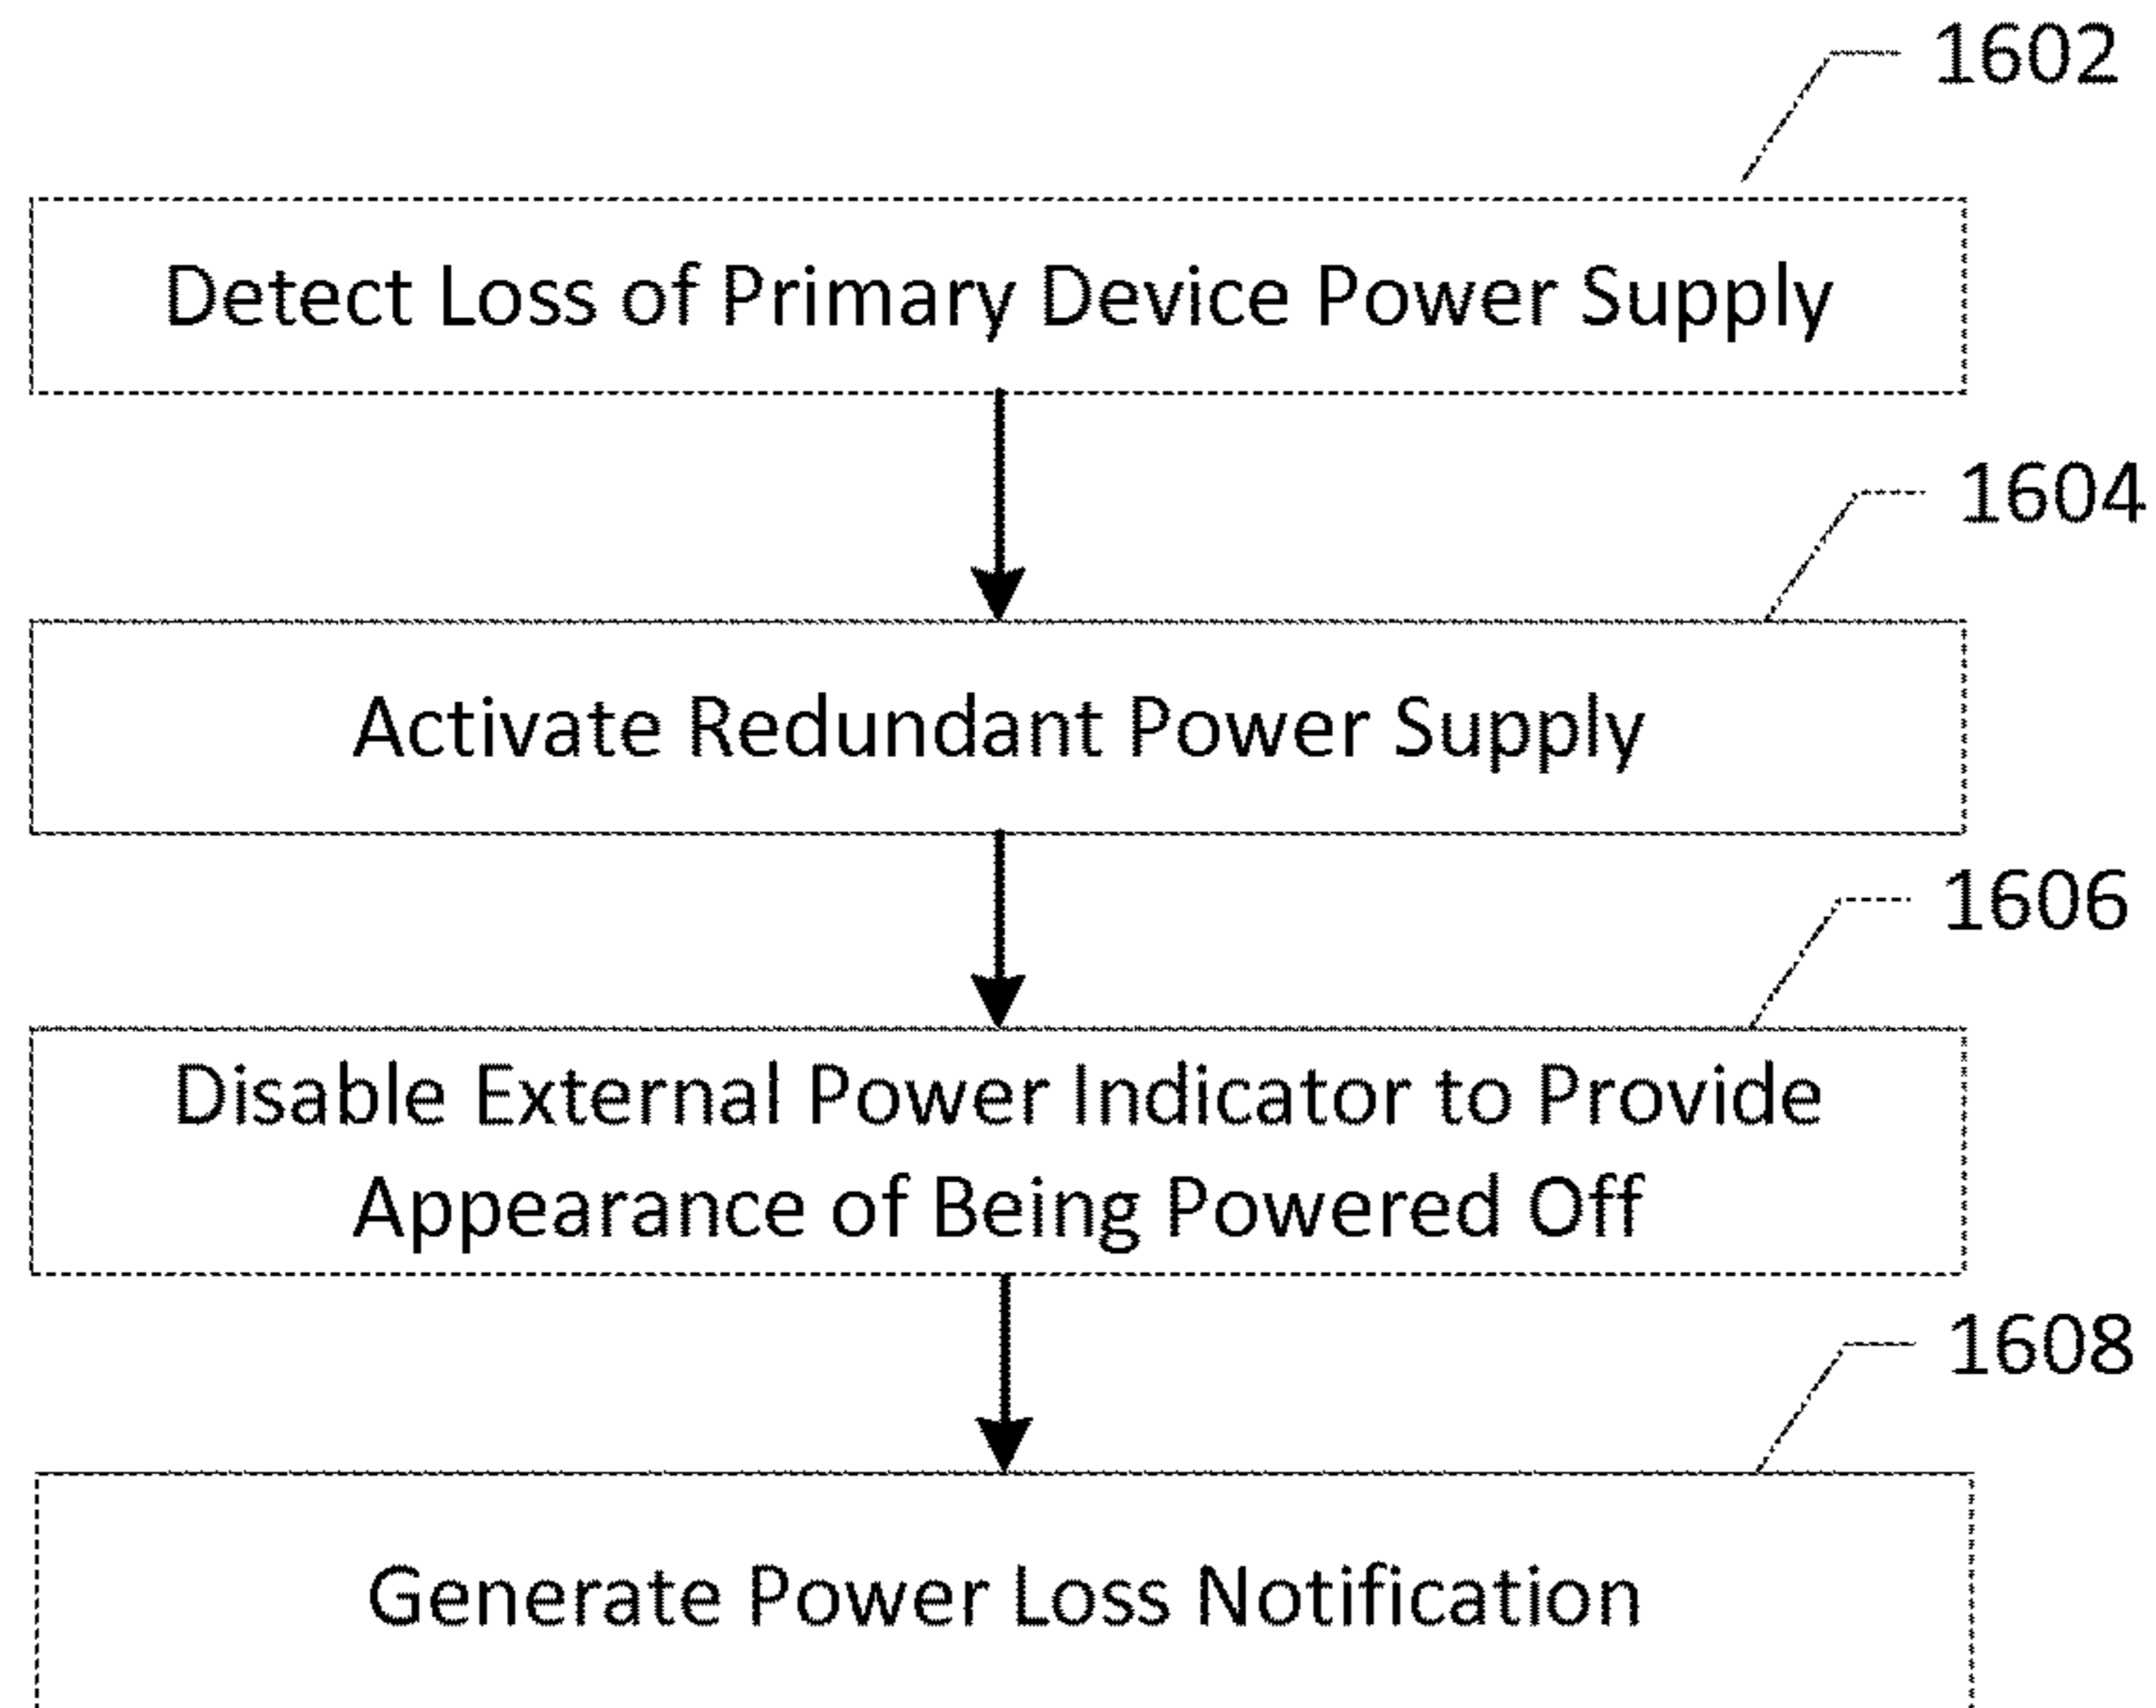 1602
Detect Loss of Primary Device Power Supply
1604
Activate Redundant Power Supply
1606
Disable External Power Indicator to Provide
Appearance of Being Powered Off
1608
Generate Power Loss Notification